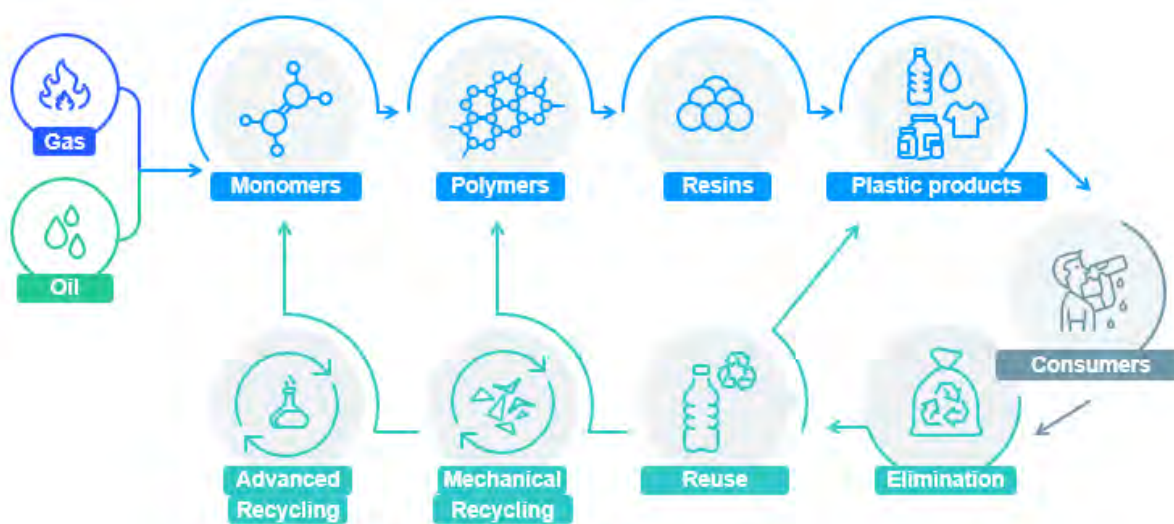 Gas
Oil
Monomers
Polymers
Resins
Plastic products
Consumers
Advanced
Recycling
Mechanical
Recycling
Reuse
Elimination